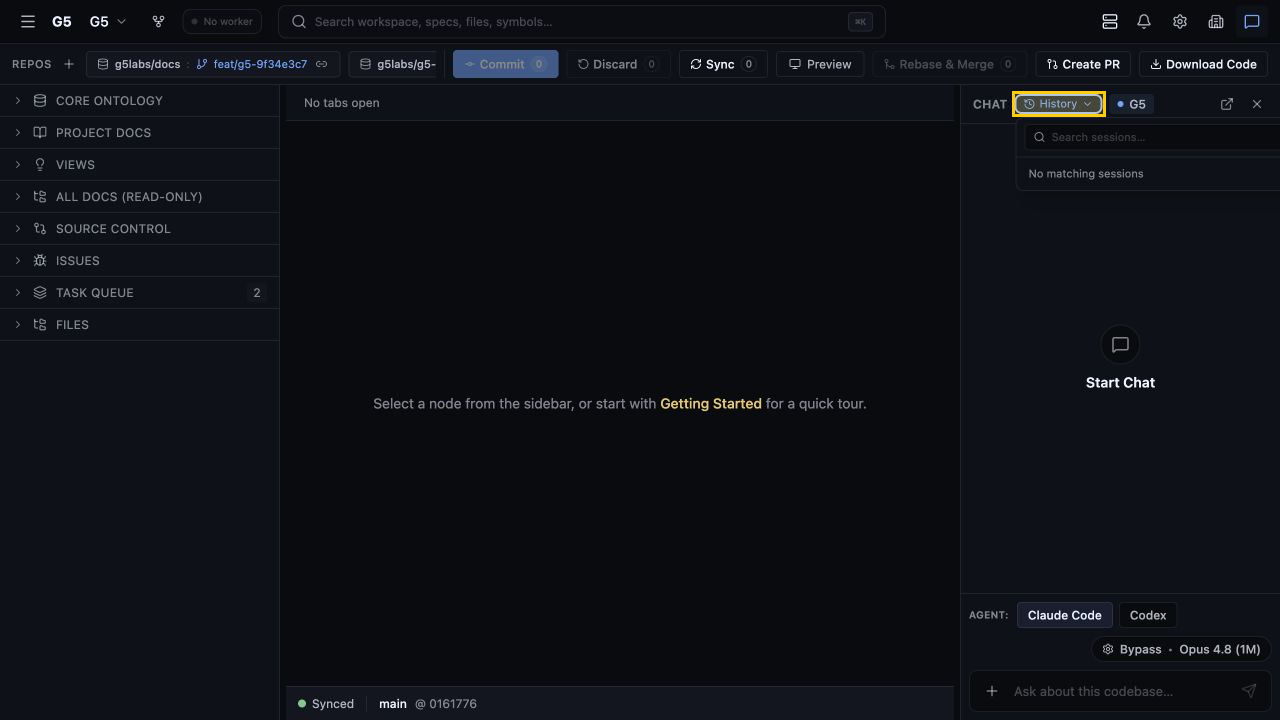 G5 G5 No worker Search workspace, specs, files, symbols... ⌘K
REPOS g5labs/docs : feat/g5-9f34e3c7 g5labs/g5- Commit 0 Discard 0 Sync 0 Preview Rebase & Merge 0 Create PR Download Code
CORE ONTOLOGY
PROJECT DOCS
VIEWS
ALL DOCS (READ-ONLY)
SOURCE CONTROL
ISSUES
TASK QUEUE 2
FILES
No tabs open
Select a node from the sidebar, or start with Getting Started for a quick tour.
Synced main @ 0161776
CHAT History G5
Search sessions...
No matching sessions
Start Chat
AGENT: Claude Code Codex
Bypass • Opus 4.8 (1M)
Ask about this codebase...